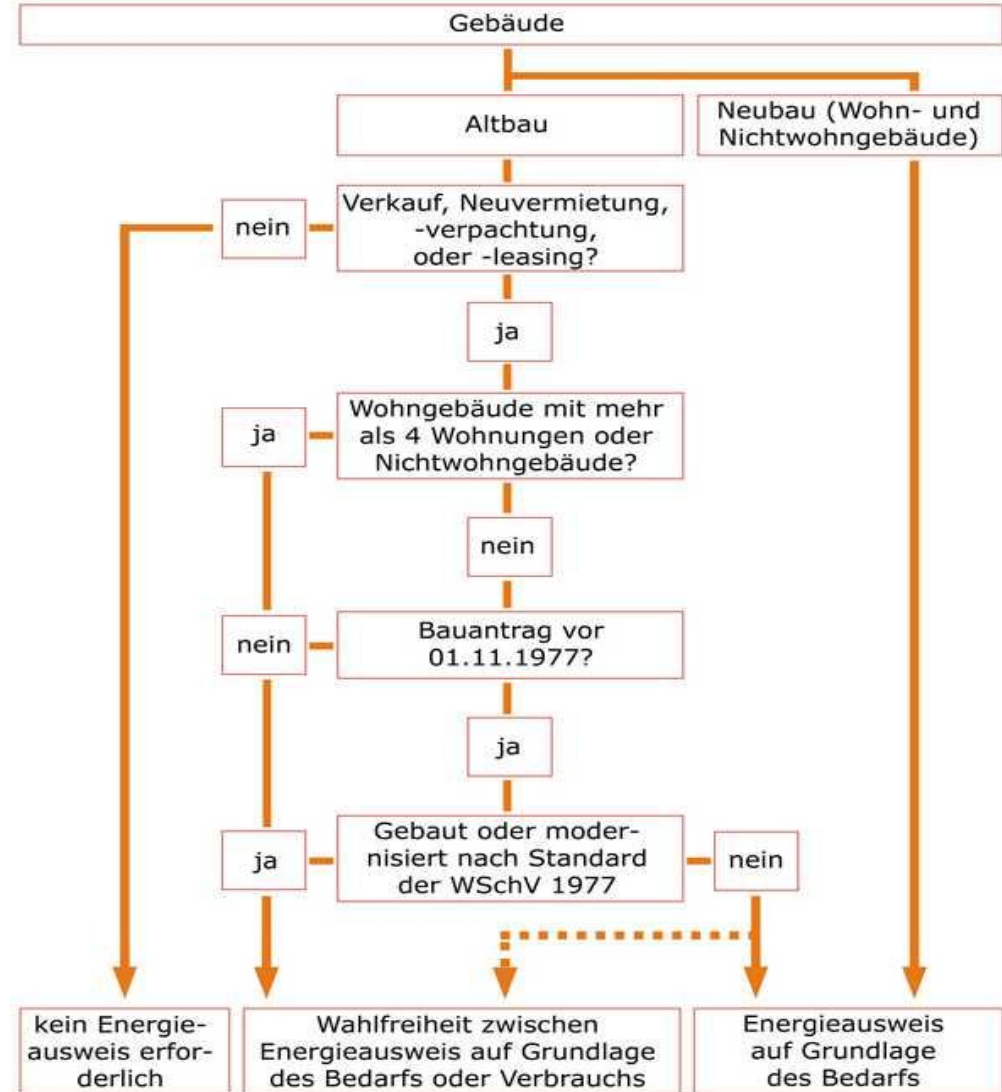 Gebäude
Altbau
Neubau (Wohn- und
Nichtwohngebäude)
nein
Verkauf, Neuvermietung,
-verpachtung,
oder -leasing?
ja
ja
Wohngebäude mit mehr
als 4 Wohnungen oder
Nichtwohngebäude?
nein
nein
Bauantrag vor
01.11.1977?
ja
ja
Gebaut oder moder-
nisiert nach Standard
der WSchV 1977
nein
kein Energie-
ausweis erfor-
derlich
Wahlfreiheit zwischen
Energieausweis auf Grundlage
des Bedarfs oder Verbrauchs
Energieausweis
auf Grundlage
des Bedarfs